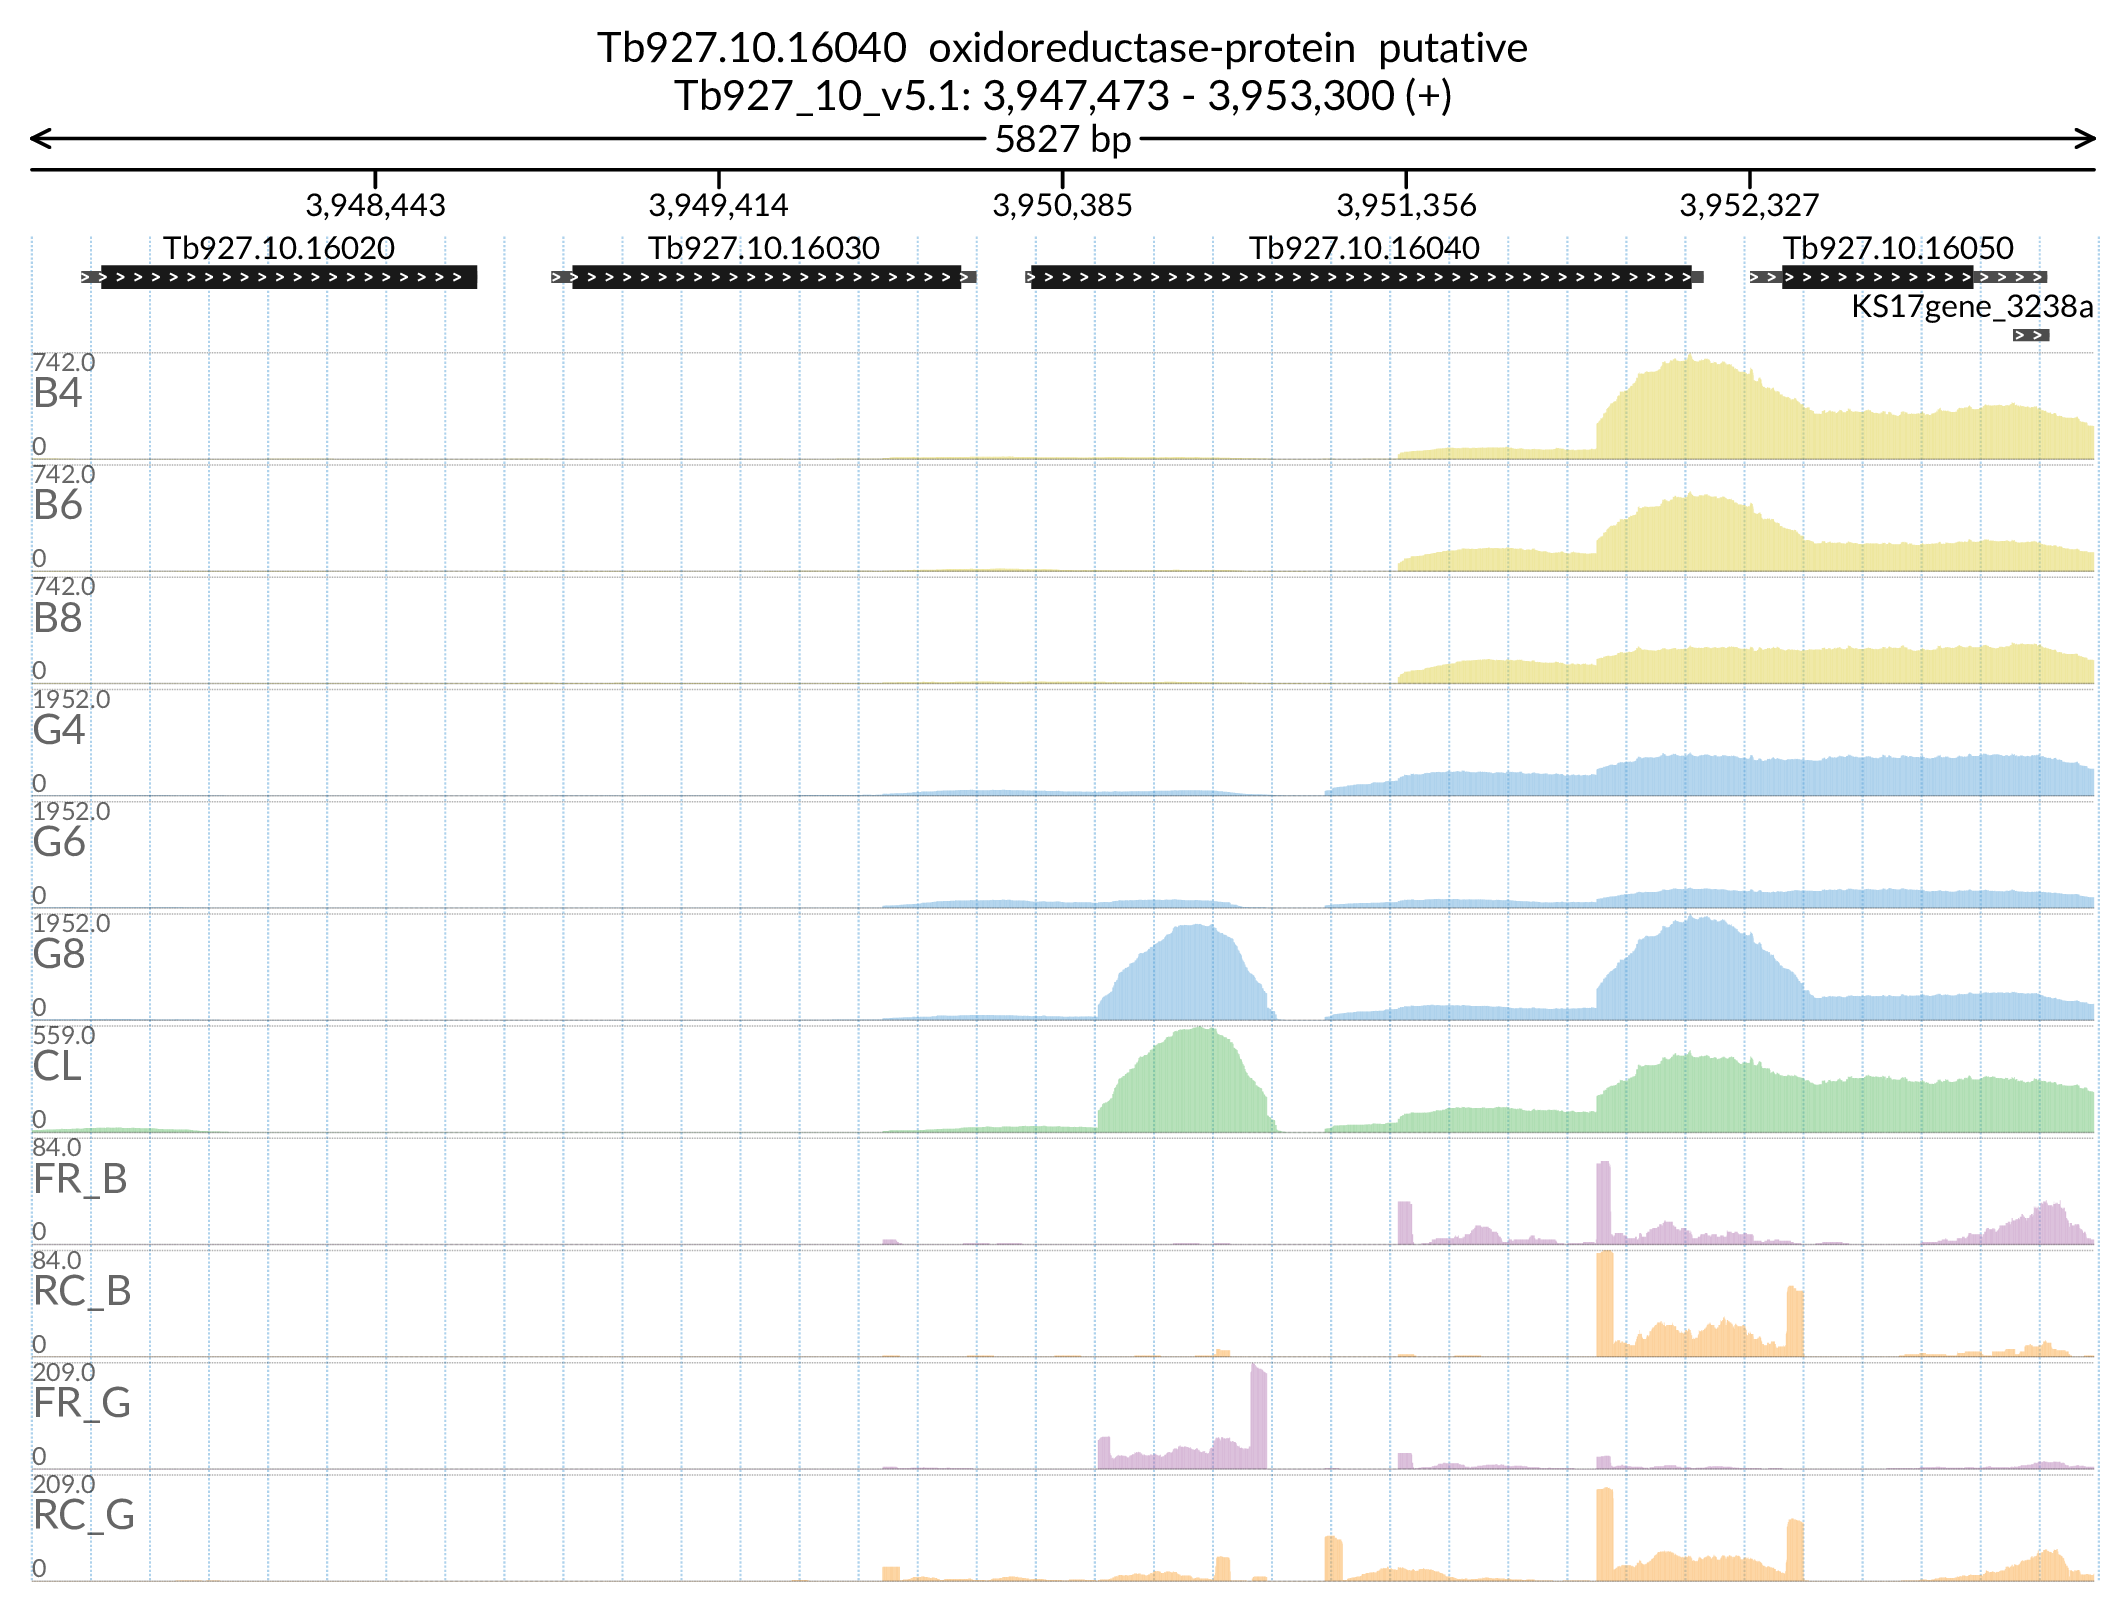 Tb927.10.16040 oxidoreductase-protein putative
Tb927_10_v5.1: 3,947,473 - 3,953,300 (+)
5827 bp
3,948,443 3,949,414 3,950,385 3,951,356 3,952,327
Tb927.10.16020 Tb927.10.16030 Tb927.10.16040 Tb927.10.16050
KS17gene_3238a
742.0
B4
0
742.0
B6
0
742.0
B8
0
1952.0
G4
0
1952.0
G6
0
1952.0
G8
0
559.0
CL
0
84.0
FR_B
0
84.0
RC_B
0
209.0
FR_G
0
209.0
RC_G
0